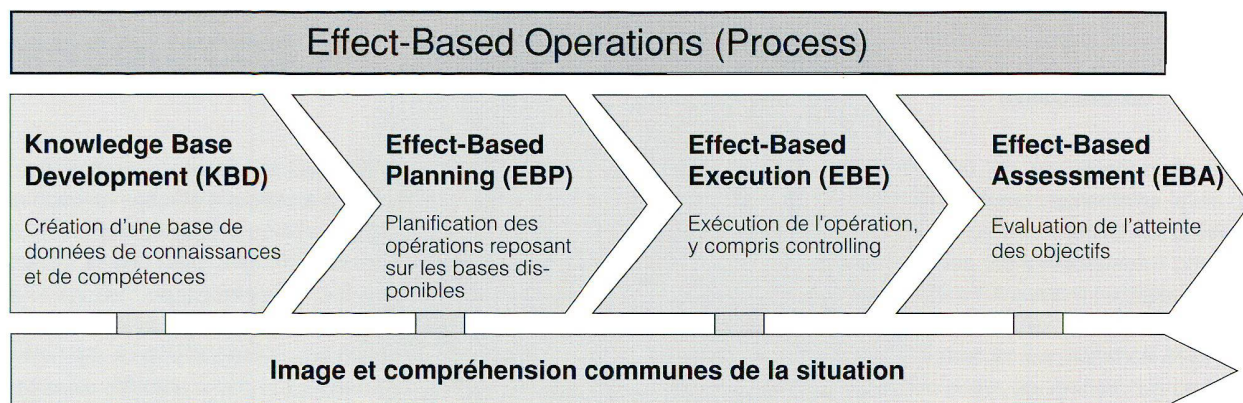 Effect-Based Operations (Process)
Knowledge Base
Development (KBD)
Création d'une base de
données de connaissances
et de compétences
Effect-Based
Planning (EBP)
Planification des
opérations reposant
sur les bases dis-
ponibles
Effect-Based
Execution (EBE)
Exécution de l'opération,
y compris controlling
Effect-Based
Assessment (EBA)
Evaluation de l'atteinte
des objectifs
Image et compréhension communes de la situation